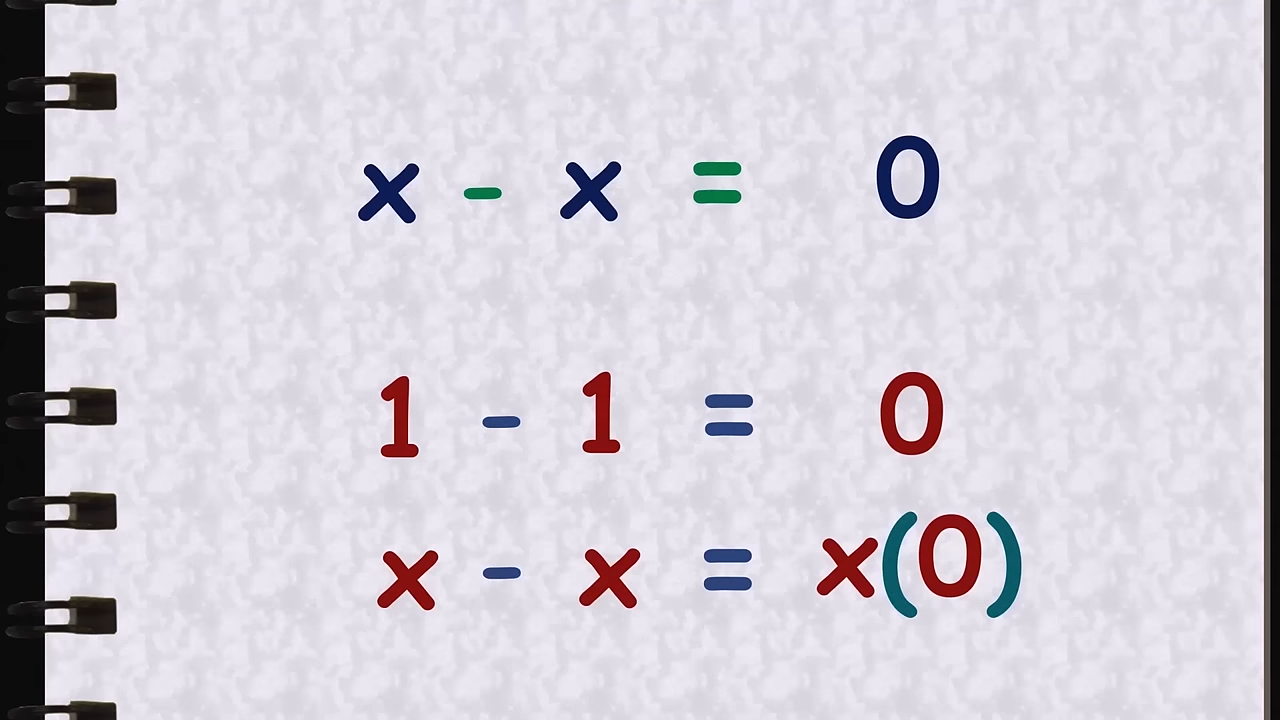 x - x = 0
1 - 1 = 0
x - x = x(0)